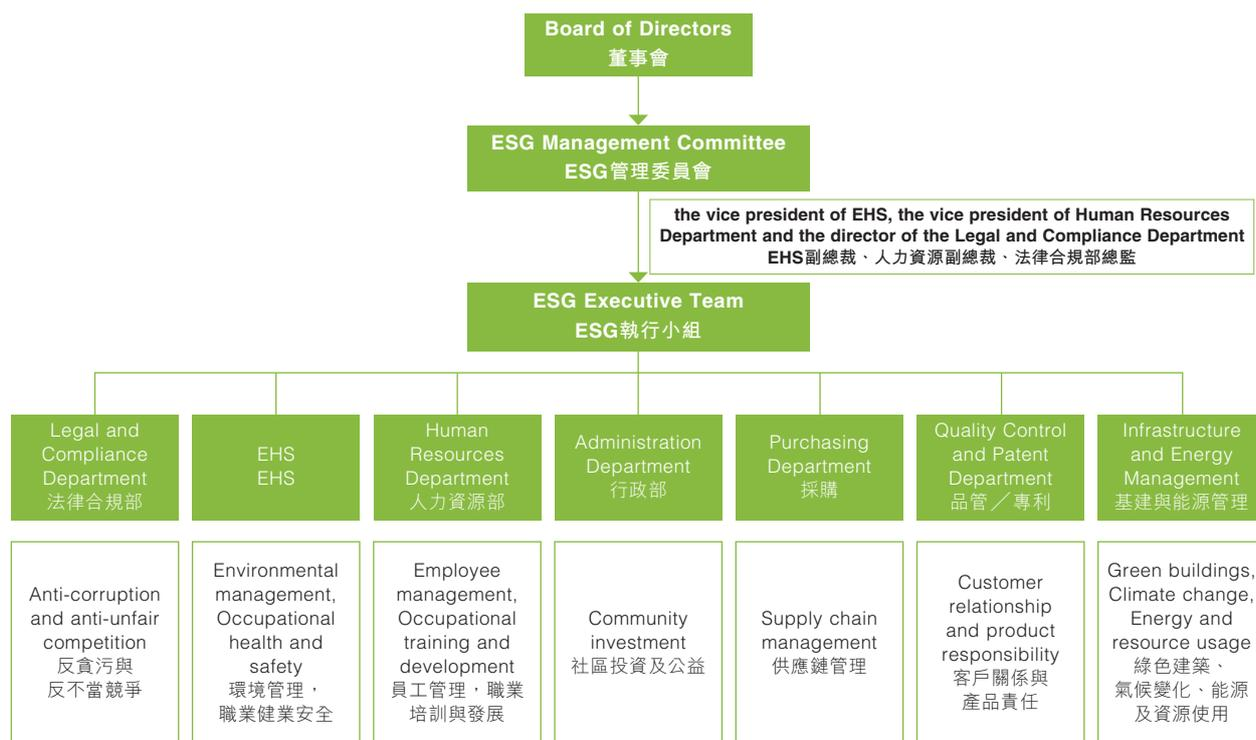 Board of Directors
董事會
ESG Management Committee
ESG管理委員會
the vice president of EHS, the vice president of Human Resources
Department and the director of the Legal and Compliance Department
EHS副總裁、人力資源副總裁、法律合規部總監
ESG Executive Team
ESG執行小組
Legal and
Compliance
Department
法律合規部
EHS
EHS
Human
Resources
Department
人力資源部
Administration
Department
行政部
Purchasing
Department
採購
Quality Control
and Patent
Department
品管／專利
Infrastructure
and Energy
Management
基建與能源管理
Anti-corruption
and anti-unfair
competition
反貪污與
反不當競爭
Environmental
management,
Occupational
health and
safety
環境管理，
職業健業安全
Employee
management,
Occupational
training and
development
員工管理，職業
培訓與發展
Community
investment
社區投資及公益
Supply chain
management
供應鏈管理
Customer
relationship
and product
responsibility
客戶關係與
產品責任
Green buildings,
Climate change,
Energy and
resource usage
綠色建築、
氣候變化、能源
及資源使用